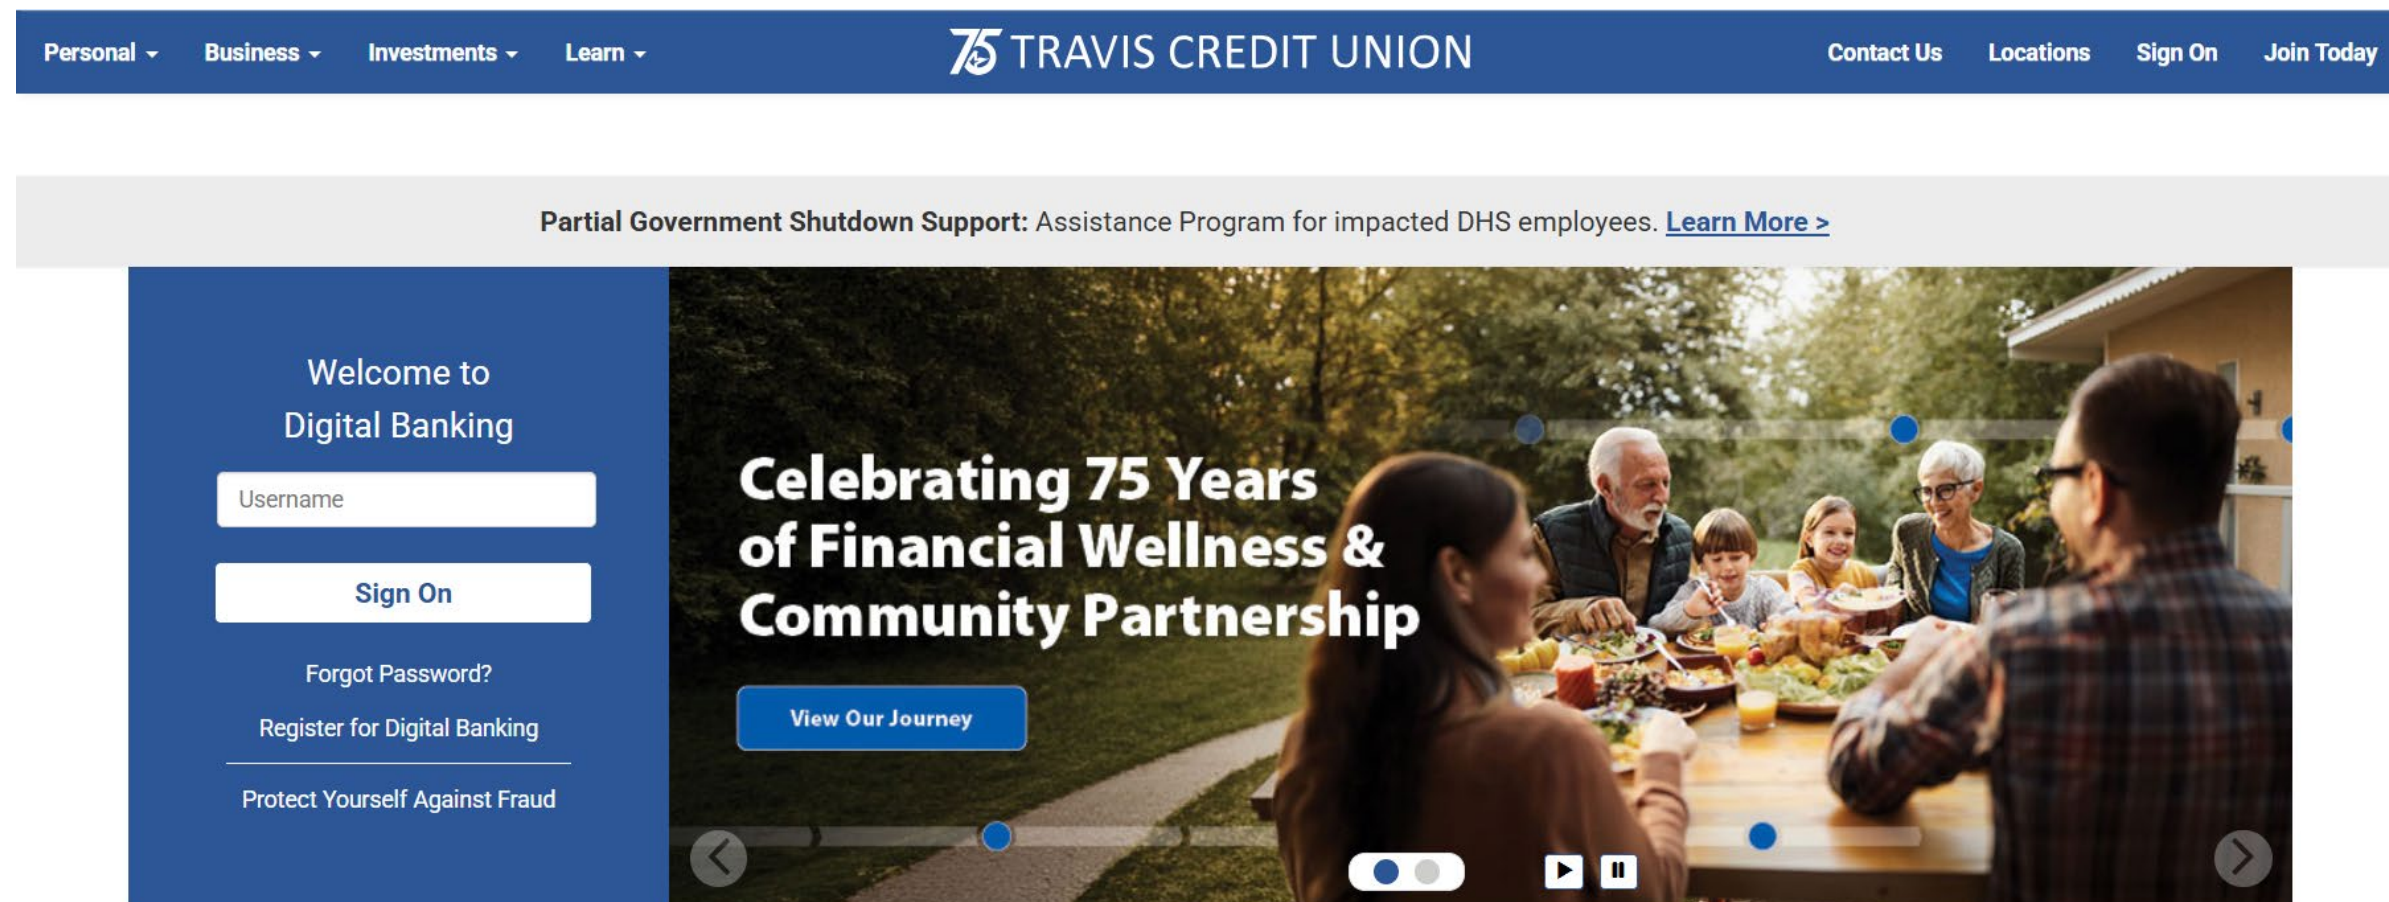 Personal
Business
Investments
Learn
75 TRAVIS CREDIT UNION
Contact Us
Locations
Sign On
Join Today
Partial Government Shutdown Support: Assistance Program for impacted DHS employees. Learn More >
Welcome to
Digital Banking
Username
Sign On
Forgot Password?
Register for Digital Banking
Protect Yourself Against Fraud
Celebrating 75 Years
of Financial Wellness &
Community Partnership
View Our Journey